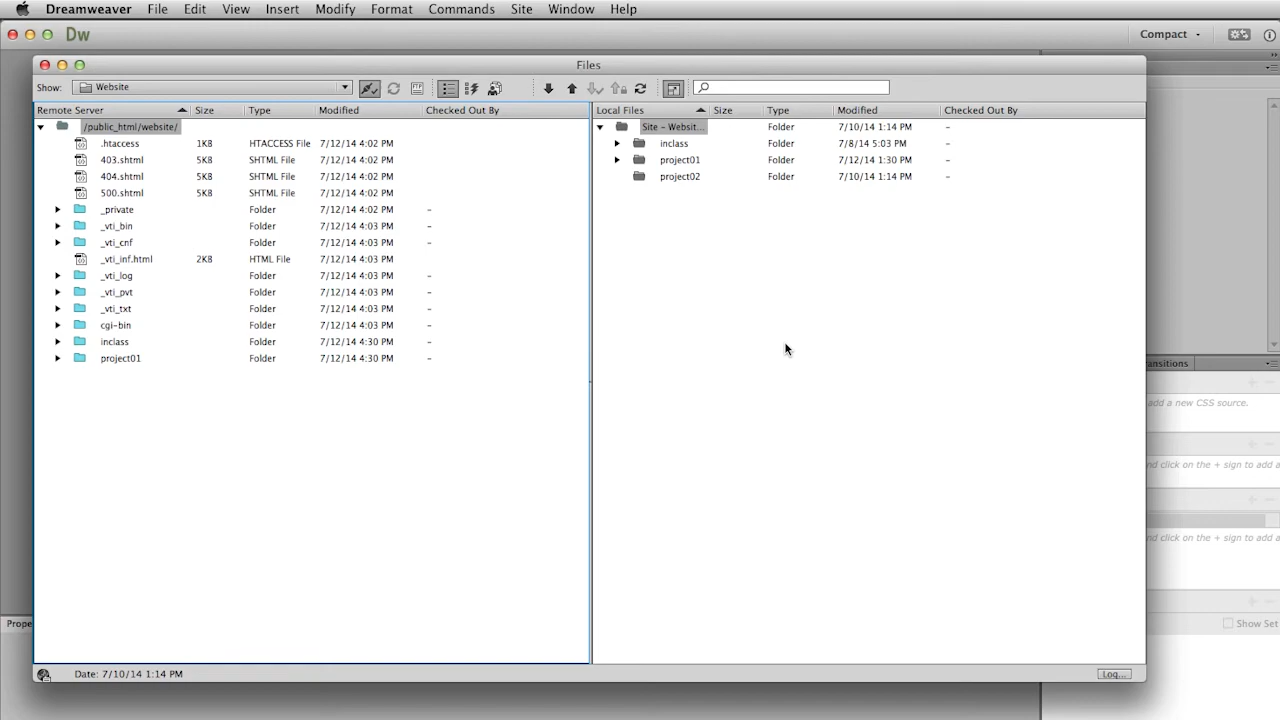 Dreamweaver File Edit View Insert Modify Format Commands Site Window Help
Dw Compact
Files
Show: Website
Remote Server Size Type Modified Checked Out By
/public_html/website/
.htaccess 1KB HTACCESS File 7/12/14 4:02 PM
403.shtml 5KB SHTML File 7/12/14 4:02 PM
404.shtml 5KB SHTML File 7/12/14 4:02 PM
500.shtml 5KB SHTML File 7/12/14 4:02 PM
_private Folder 7/12/14 4:02 PM -
_vti_bin Folder 7/12/14 4:03 PM -
_vti_cnf Folder 7/12/14 4:03 PM -
_vti_inf.html 2KB HTML File 7/12/14 4:03 PM
_vti_log Folder 7/12/14 4:03 PM -
_vti_pvt Folder 7/12/14 4:03 PM -
_vti_txt Folder 7/12/14 4:03 PM -
cgi-bin Folder 7/12/14 4:03 PM -
inclass Folder 7/12/14 4:30 PM -
project01 Folder 7/12/14 4:30 PM -
Local Files Size Type Modified Checked Out By
Site - Websit... Folder 7/10/14 1:14 PM -
inclass Folder 7/8/14 5:03 PM -
project01 Folder 7/12/14 1:30 PM -
project02 Folder 7/10/14 1:14 PM -
ansitions
add a new CSS source.
nd click on the + sign to add a
nd click on the + sign to add a
Prope
Show Set
Date: 7/10/14 1:14 PM
Log...